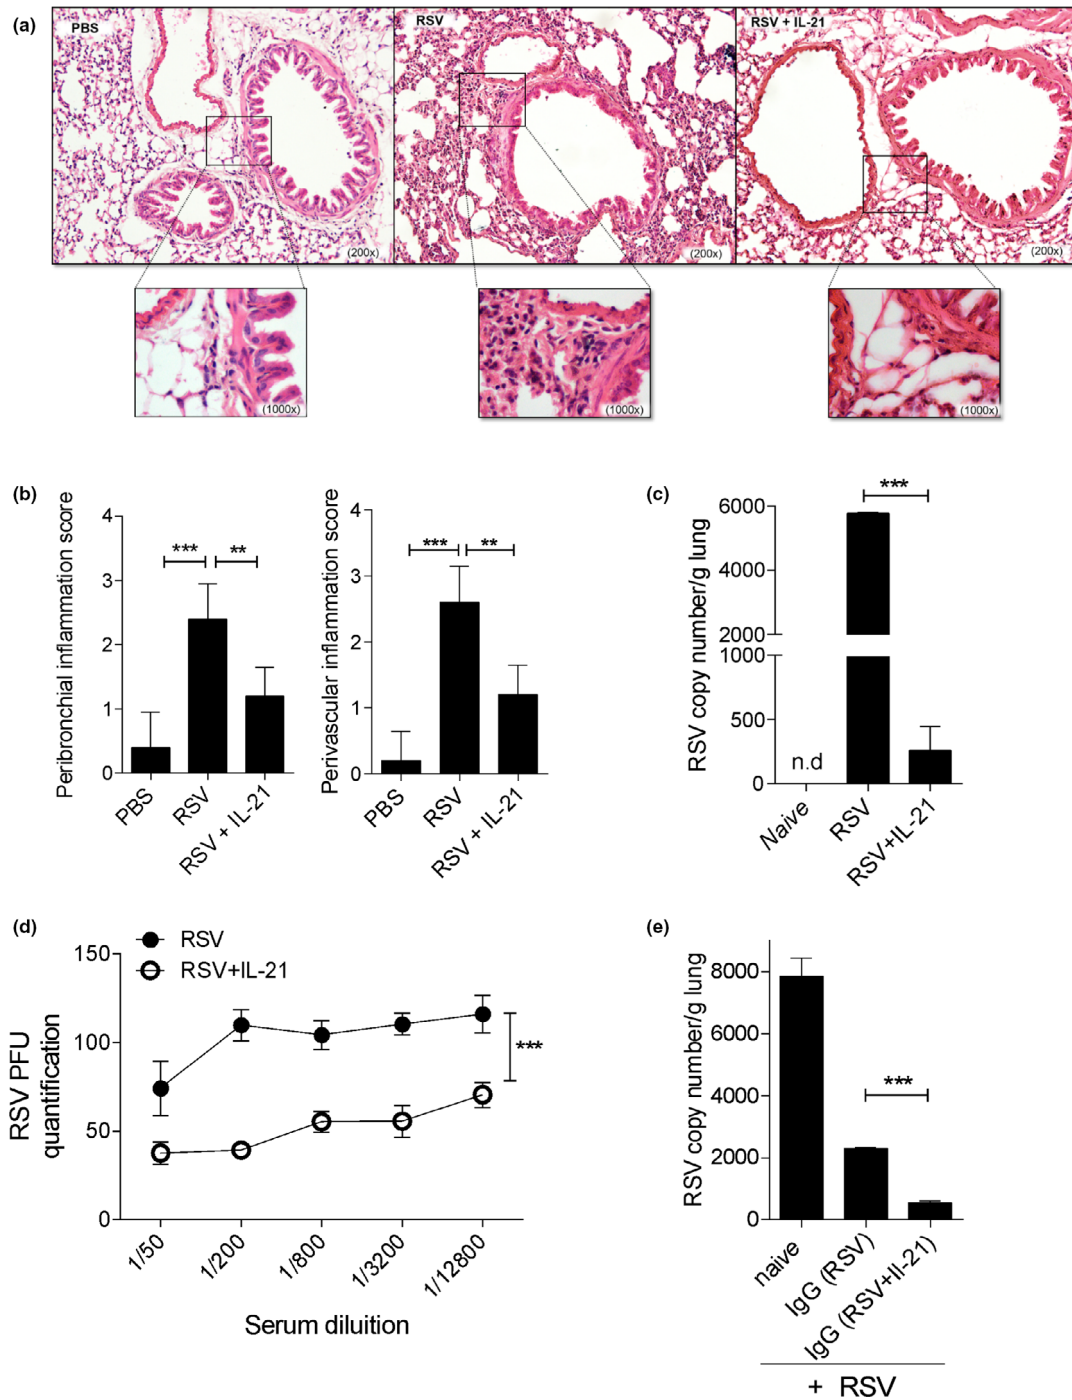 (a)
PBS
RSV
RSV + IL-21
(200x)
(200x)
(200x)
(1000x)
(1000x)
(1000x)
(b)
Peribronchial inflammation score
4
3
2
1
0
***
**
PBS
RSV
RSV + IL-21
Perivascular inflammation score
4
3
2
1
0
***
**
PBS
RSV
RSV + IL-21
(c)
RSV copy number/g lung
6000
4000
2000
1000
500
0
***
n.d
Naive
RSV
RSV+IL-21
(d)
RSV
RSV+IL-21
RSV PFU
quantification
150
100
50
0
***
1/50
1/200
1/800
1/3200
1/12800
Serum dilution
(e)
RSV copy number/g lung
8000
6000
4000
2000
0
***
naive
IgG (RSV)
IgG (RSV+Il-21)
+ RSV